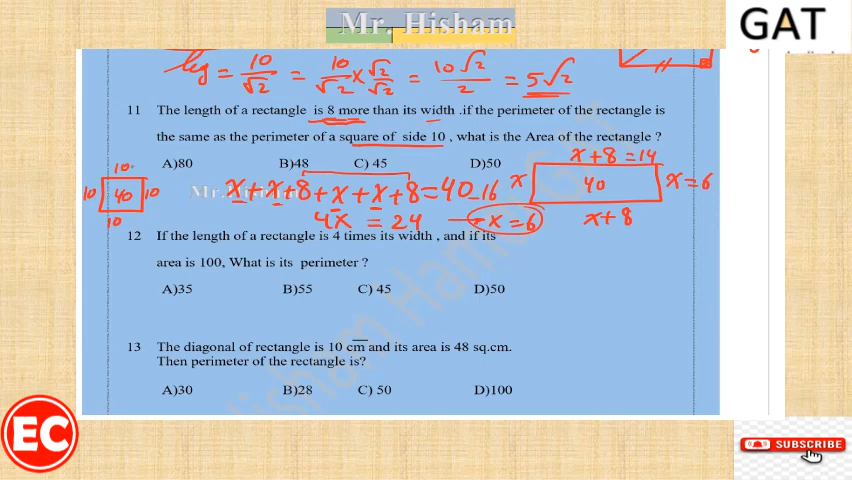 Mr. Hisham
GAT
leg = 10/√2 = 10/√2 × √2/√2 = 10√2/2 = 5√2
11 The length of a rectangle is 8 more than its width .if the perimeter of the rectangle is
the same as the perimeter of a square of side 10 , what is the Area of the rectangle ?
x + 8 = 14
A)80 B)48 C) 45 D)50
10
10 40 10
10
x + x + 8 + x + x + 8 = 40 - 16
x 40 x = 6
4x = 24 → x = 6
x + 8
12 If the length of a rectangle is 4 times its width , and if its
area is 100, What is its perimeter ?
A)35 B)55 C) 45 D)50
13 The diagonal of rectangle is 10 cm and its area is 48 sq.cm.
Then perimeter of the rectangle is?
A)30 B)28 C) 50 D)100
EC
SUBSCRIBE